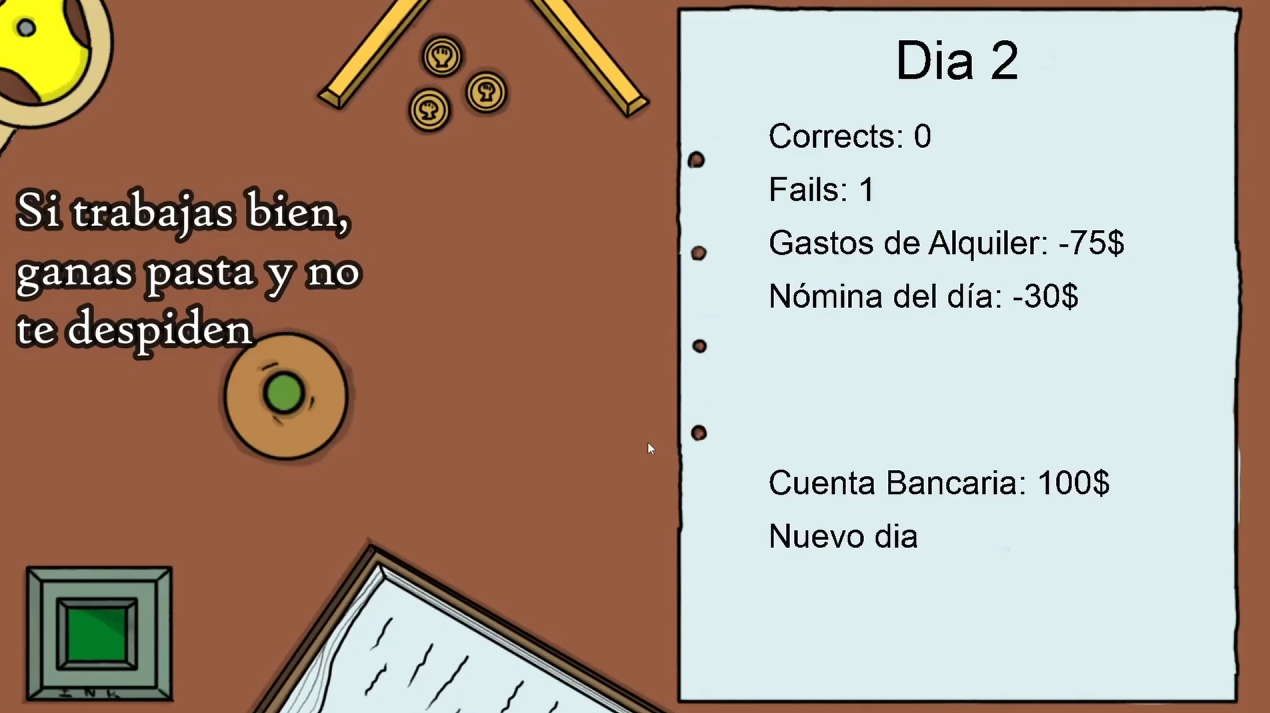 Si trabajas bien,
ganas pasta y no
te despiden
Dia 2
Corrects: 0
Fails: 1
Gastos de Alquiler: -75$
Nómina del día: -30$
Cuenta Bancaria: 100$
Nuevo dia
INK